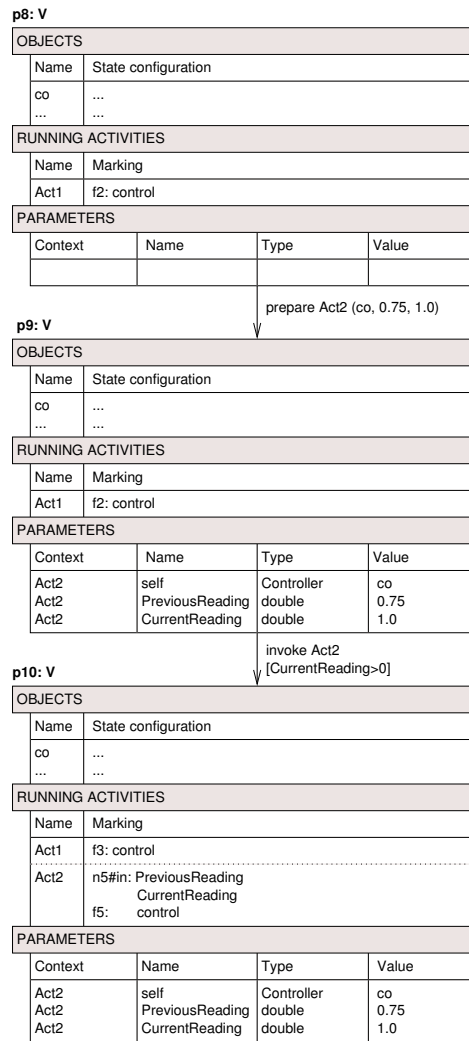 p8: V
OBJECTS
Name State configuration
co ...
... ...
RUNNING ACTIVITIES
Name Marking
Act1 f2: control
PARAMETERS
Context Name Type Value
prepare Act2 (co, 0.75, 1.0)
p9: V
OBJECTS
Name State configuration
co ...
... ...
RUNNING ACTIVITIES
Name Marking
Act1 f2: control
PARAMETERS
Context Name Type Value
Act2 self Controller co
Act2 PreviousReading double 0.75
Act2 CurrentReading double 1.0
invoke Act2
[CurrentReading>0]
p10: V
OBJECTS
Name State configuration
co ...
... ...
RUNNING ACTIVITIES
Name Marking
Act1 f3: control
Act2 n5#in: PreviousReading
CurrentReading
f5: control
PARAMETERS
Context Name Type Value
Act2 self Controller co
Act2 PreviousReading double 0.75
Act2 CurrentReading double 1.0